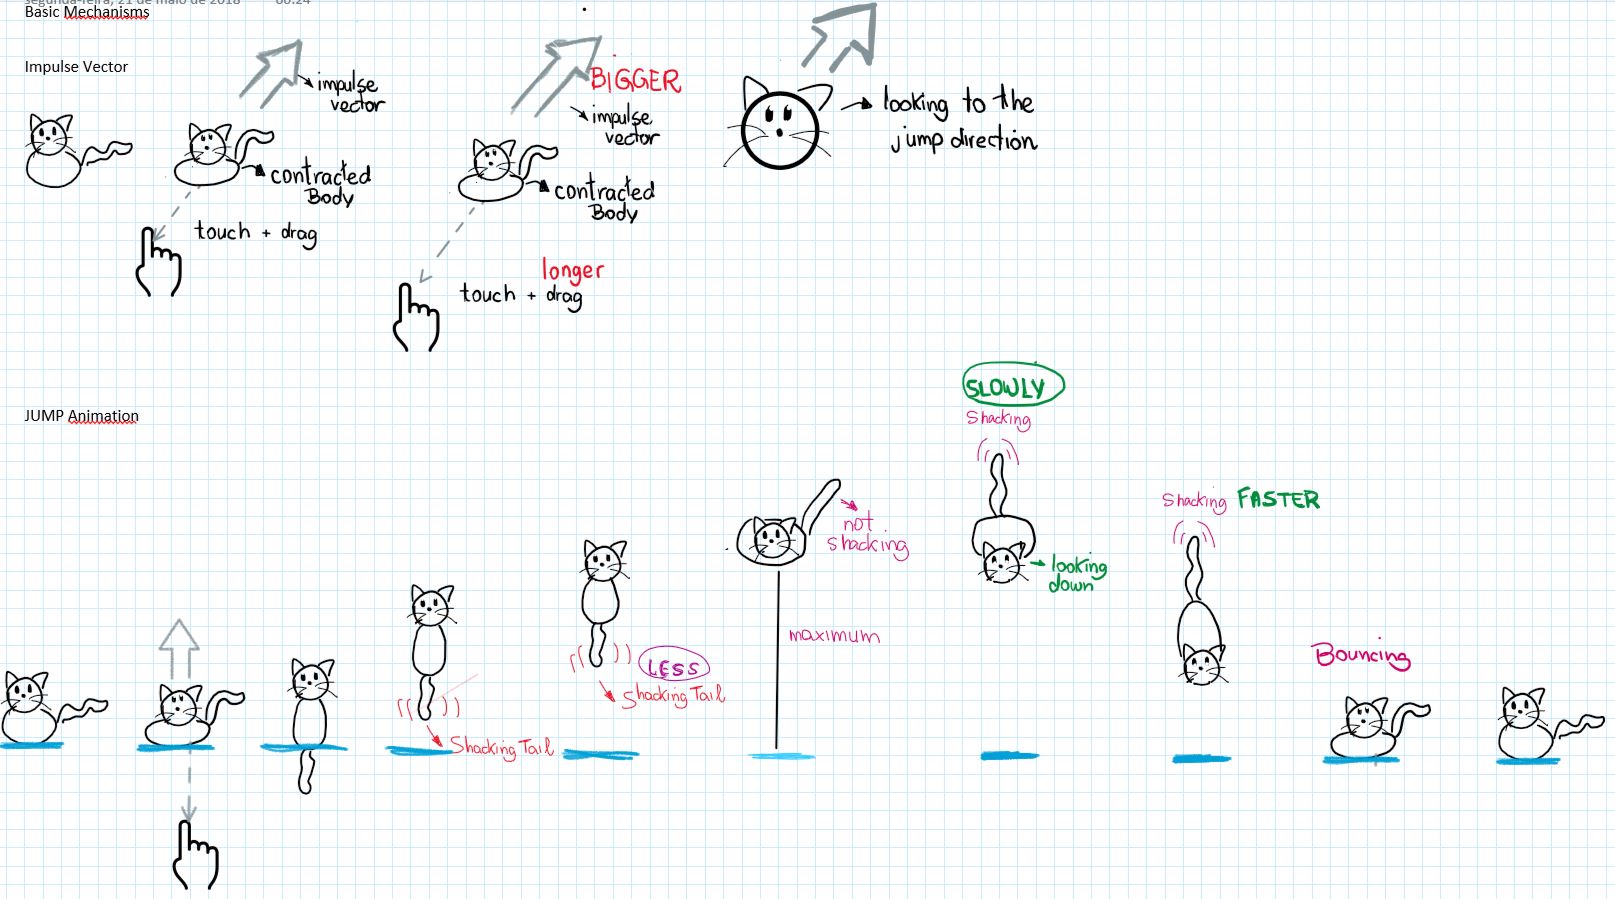 segunda-feira, 21 de maio de 2018 00:24
Basic Mechanisms
Impulse Vector
impulse
vector
contracted
Body
touch + drag
BIGGER
impulse
vector
contracted
Body
longer
touch + drag
looking to the
jump direction
JUMP Animation
Shacking Tail
LESS
Shacking Tail
not
shacking
maximum
SLOWLY
Shacking
looking
down
Shacking FASTER
Bouncing